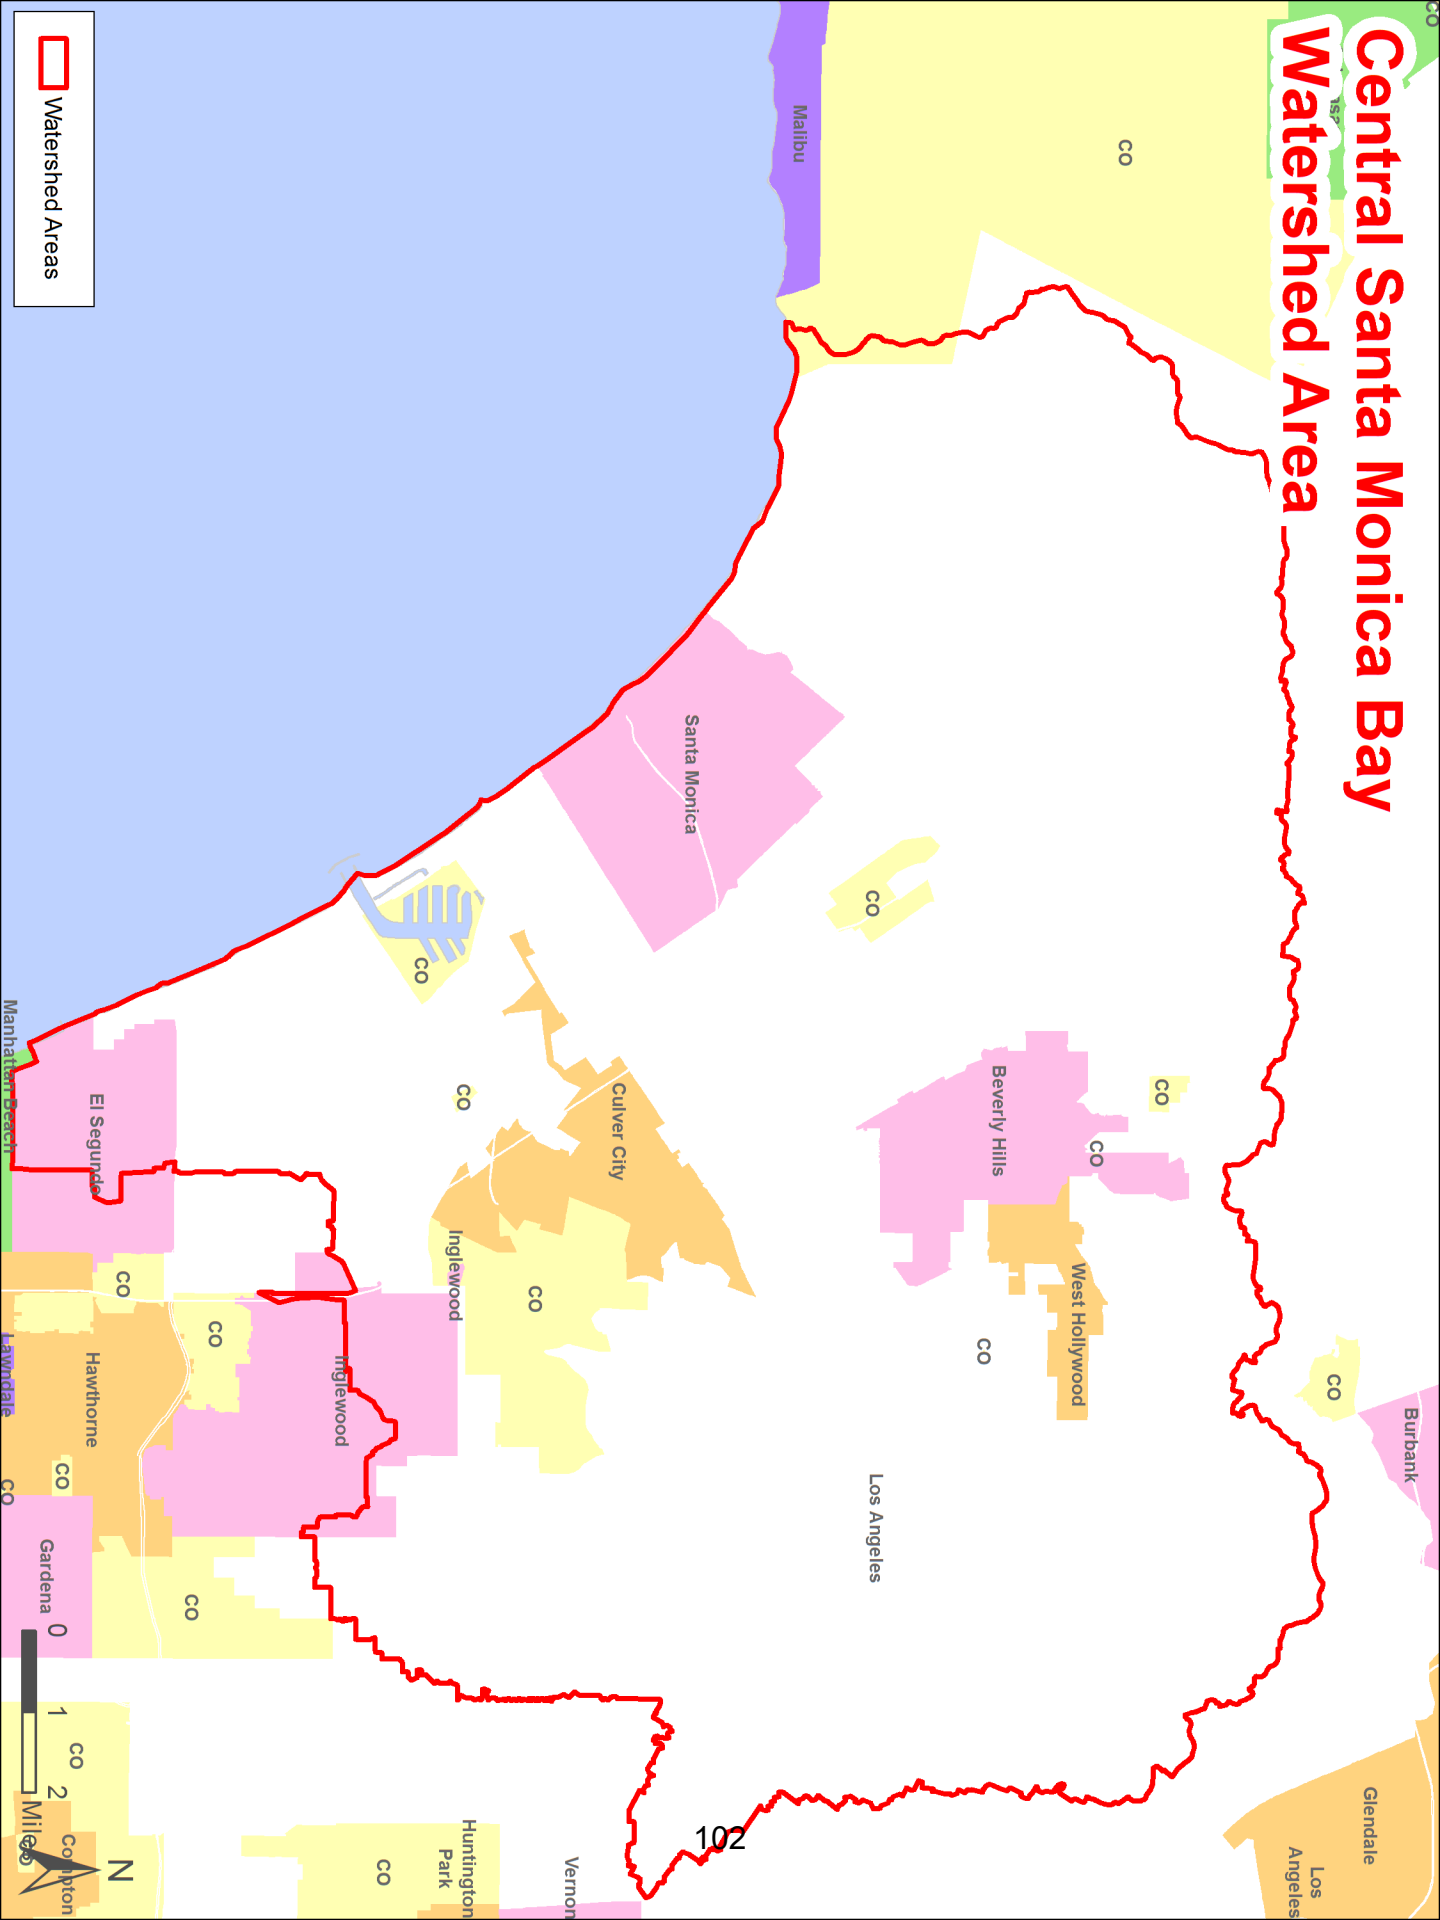 Central Santa Monica Bay
Watershed Area
CO
CO
Malibu
Santa Monica
CO
CO
CO
Beverly Hills
CO
CO
West Hollywood
CO
CO
Burbank
Culver City
Inglewood
CO
Los Angeles
Glendale
Los
Angeles
Manhattan Beach
El Segundo
CO
CO
Inglewood
Hawthorne
Lawndale
CO
CO
Gardena
CO
CO
Compton
CO
Huntington
Park
Vernon
102
Watershed Areas
0 1 2
Miles
N